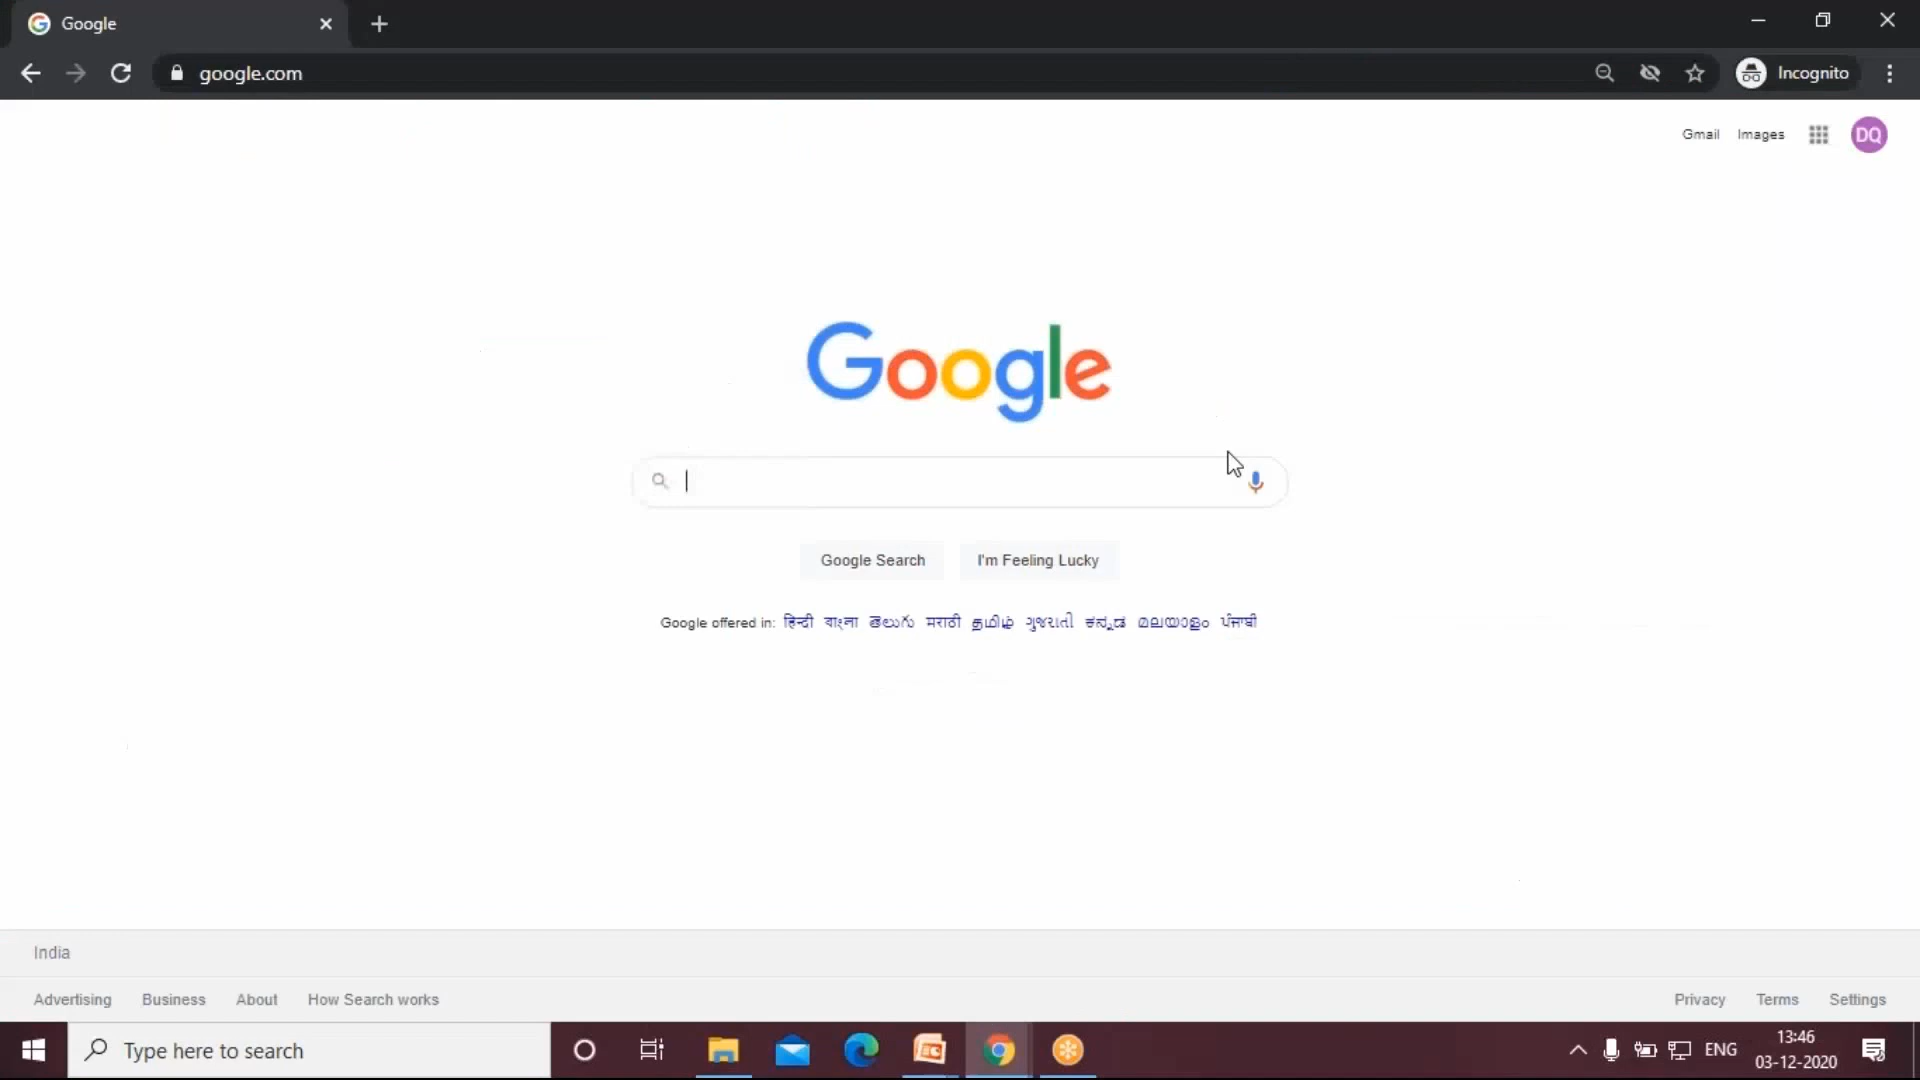 Google
google.com
Incognito
Gmail Images DQ
Google
Google Search I'm Feeling Lucky
Google offered in: हिन्दी বাংলা తెలుగు मराठी தமிழ் ગુજરાતી ಕನ್ನಡ മലയാളം ਪੰਜਾਬੀ
India
Advertising Business About How Search works Privacy Terms Settings
Type here to search
ENG
13:46
03-12-2020